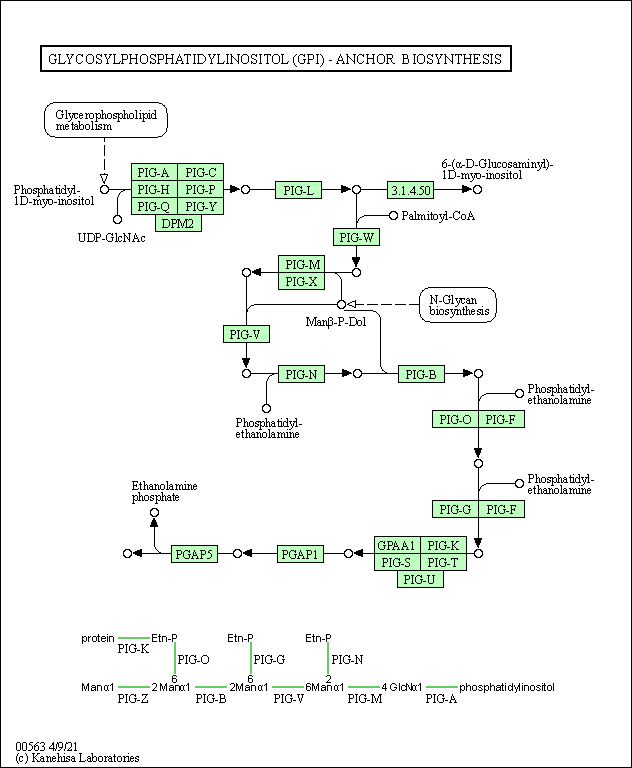 GLYCOSYLPHOSPHATIDYLINOSITOL (GPI) - ANCHOR BIOSYNTHESIS
Glycerophospholipid
metabolism
Phosphatidyl-
1D-myo-inositol
UDP-GlcNAc
PIG-A PIG-C
PIG-H PIG-P
PIG-Q PIG-Y
DPM2
PIG-L
3.1.4.50
6-(α-D-Glucosaminyl)-
1D-myo-inositol
Palmitoyl-CoA
PIG-W
PIG-M
PIG-X
Manβ-P-Dol
N-Glycan
biosynthesis
PIG-V
PIG-N
PIG-B
Phosphatidyl-
ethanolamine
Phosphatidyl-
ethanolamine
PIG-O PIG-F
Phosphatidyl-
ethanolamine
PIG-G PIG-F
Ethanolamine
phosphate
PGAP5
PGAP1
GPAA1 PIG-K
PIG-S PIG-T
PIG-U
protein Etn-P Etn-P Etn-P
PIG-K
PIG-O PIG-G PIG-N
6 6 2
Manα1 2Manα1 2Manα1 6Manα1 4 GlcNα1 phosphatidylinositol
PIG-Z PIG-B PIG-V PIG-M PIG-A
00563 4/9/21
(c) Kanehisa Laboratories